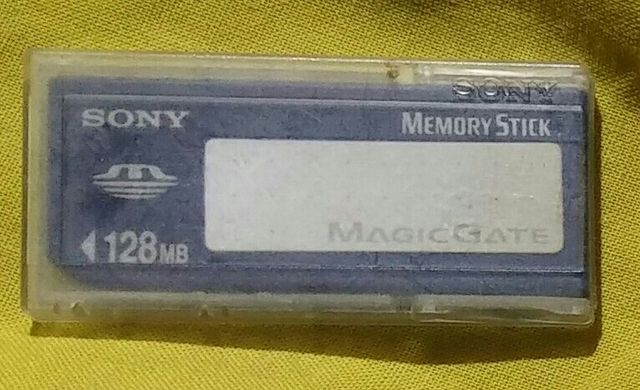 SONY
SONY
MEMORY STICK
128MB
MAGICGATE